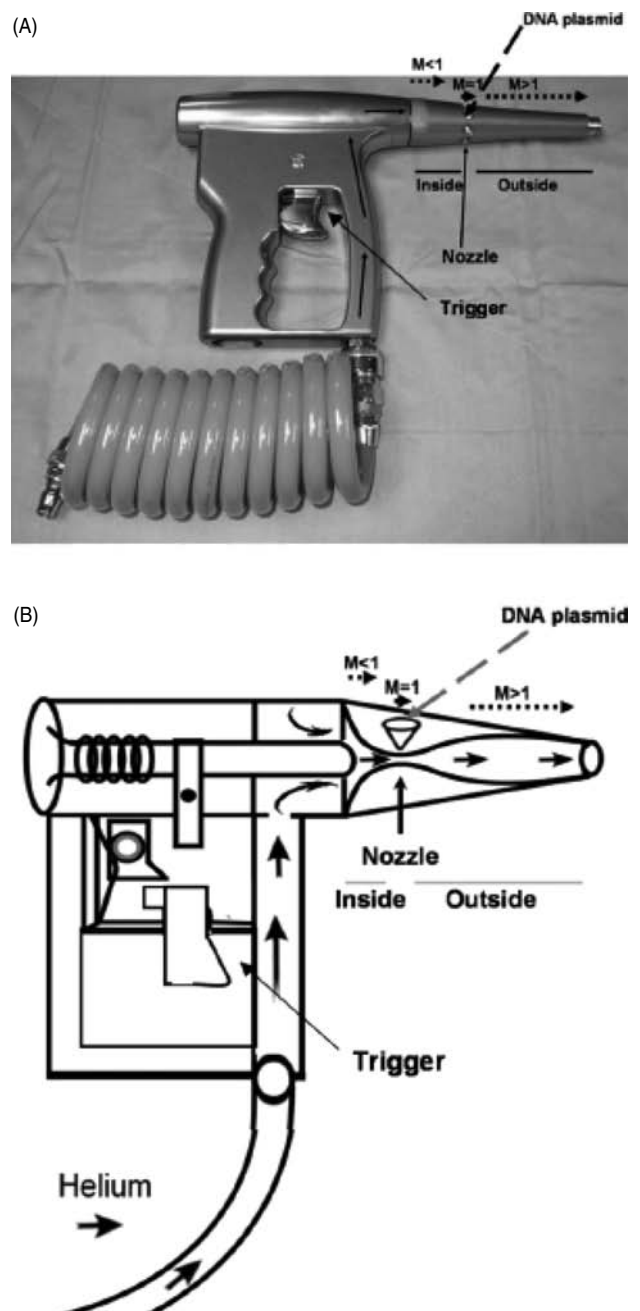 (A)
DNA plasmid
M<1
M=1
M>1
Inside
Outside
Nozzle
Trigger
(B)
DNA plasmid
M<1
M=1
M>1
Nozzle
Inside
Outside
Trigger
Helium